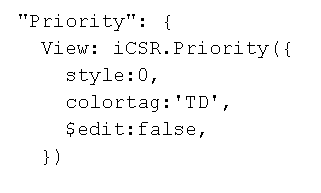 "Priority": {
  View: iCSR.Priority({
    style:0,
    colortag:'TD',
    $edit:false,
  })